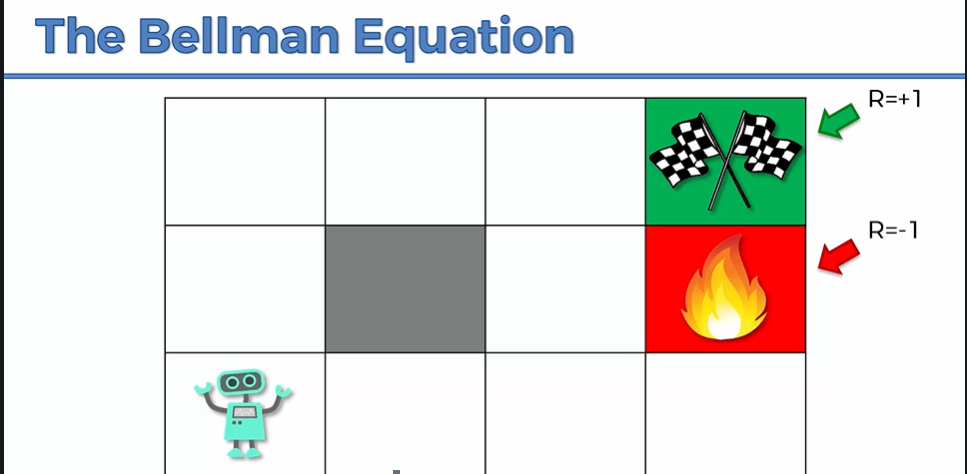 The Bellman Equation
R=+1
R=-1